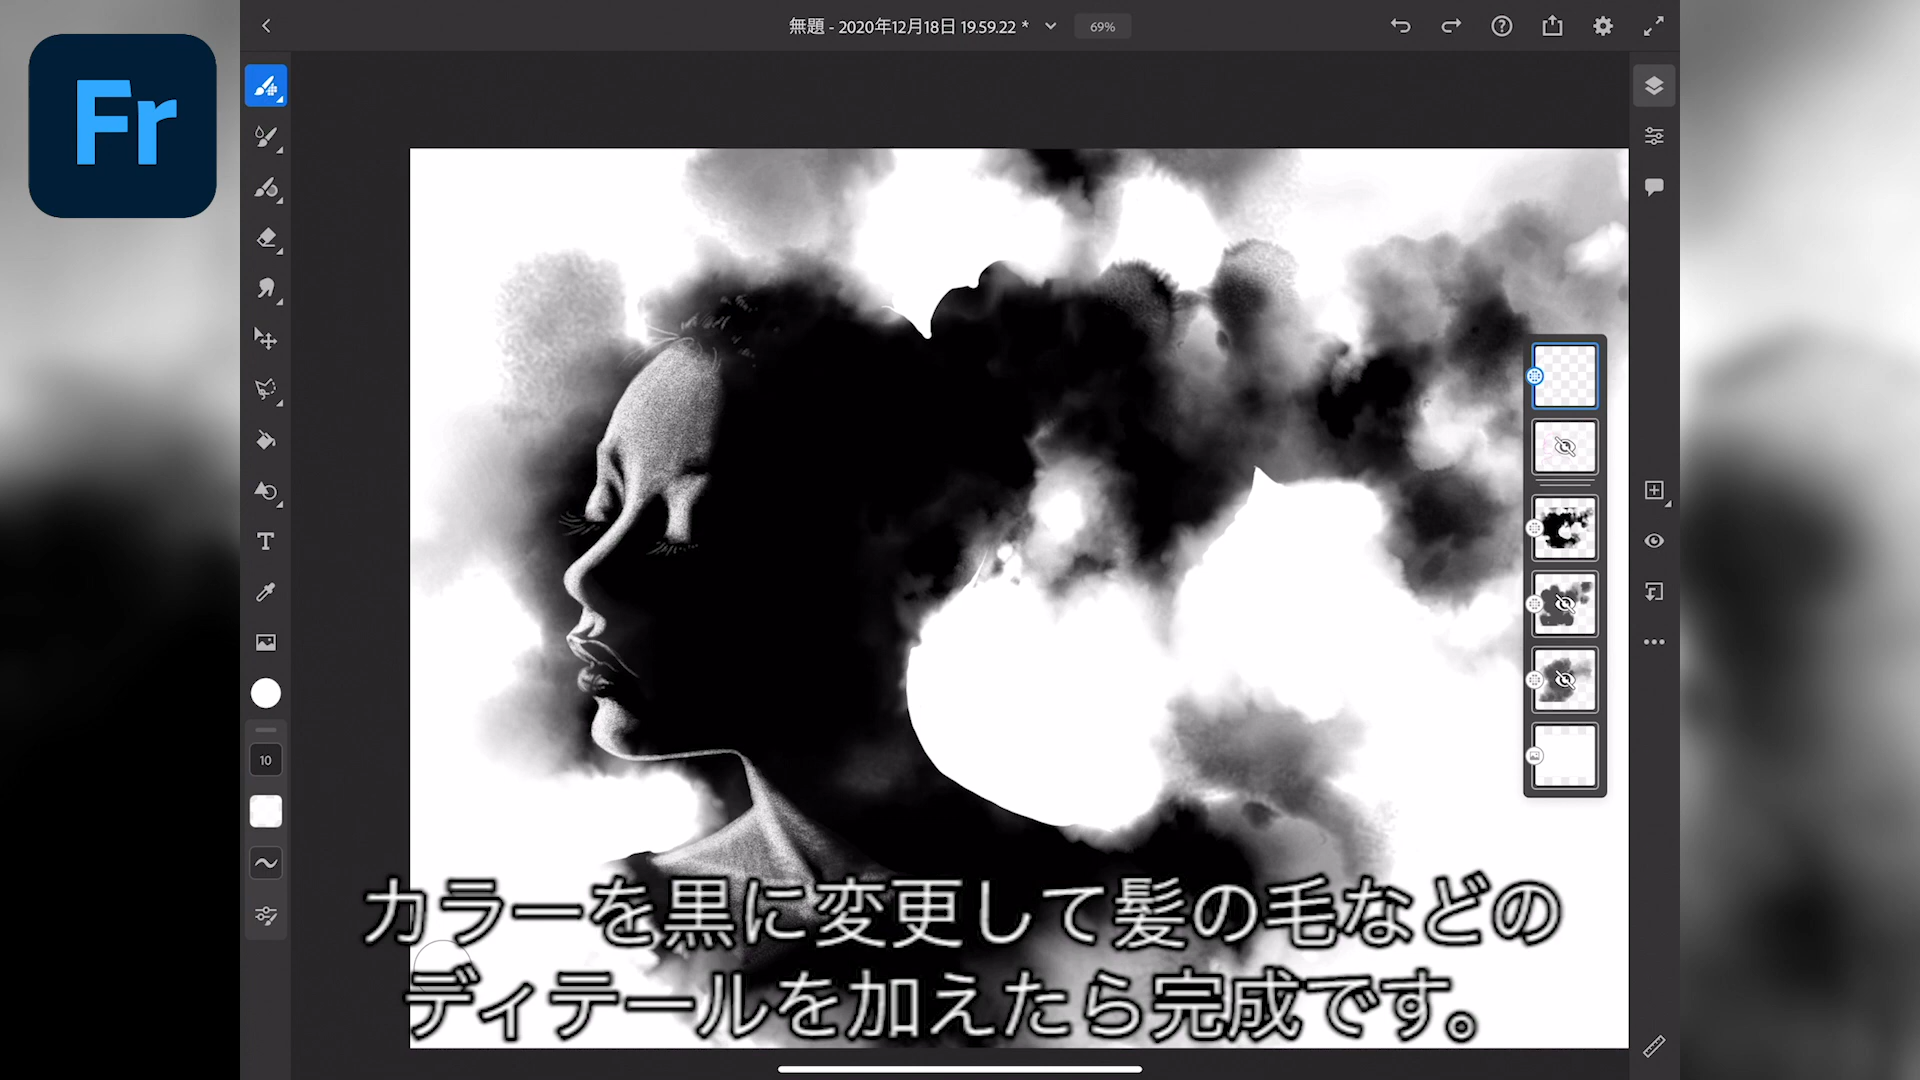 Fr
無題 - 2020年12月18日 19.59.22 *
69%
T
10
カラーを黒に変更して髪の毛などの
ディテールを加えたら完成です。